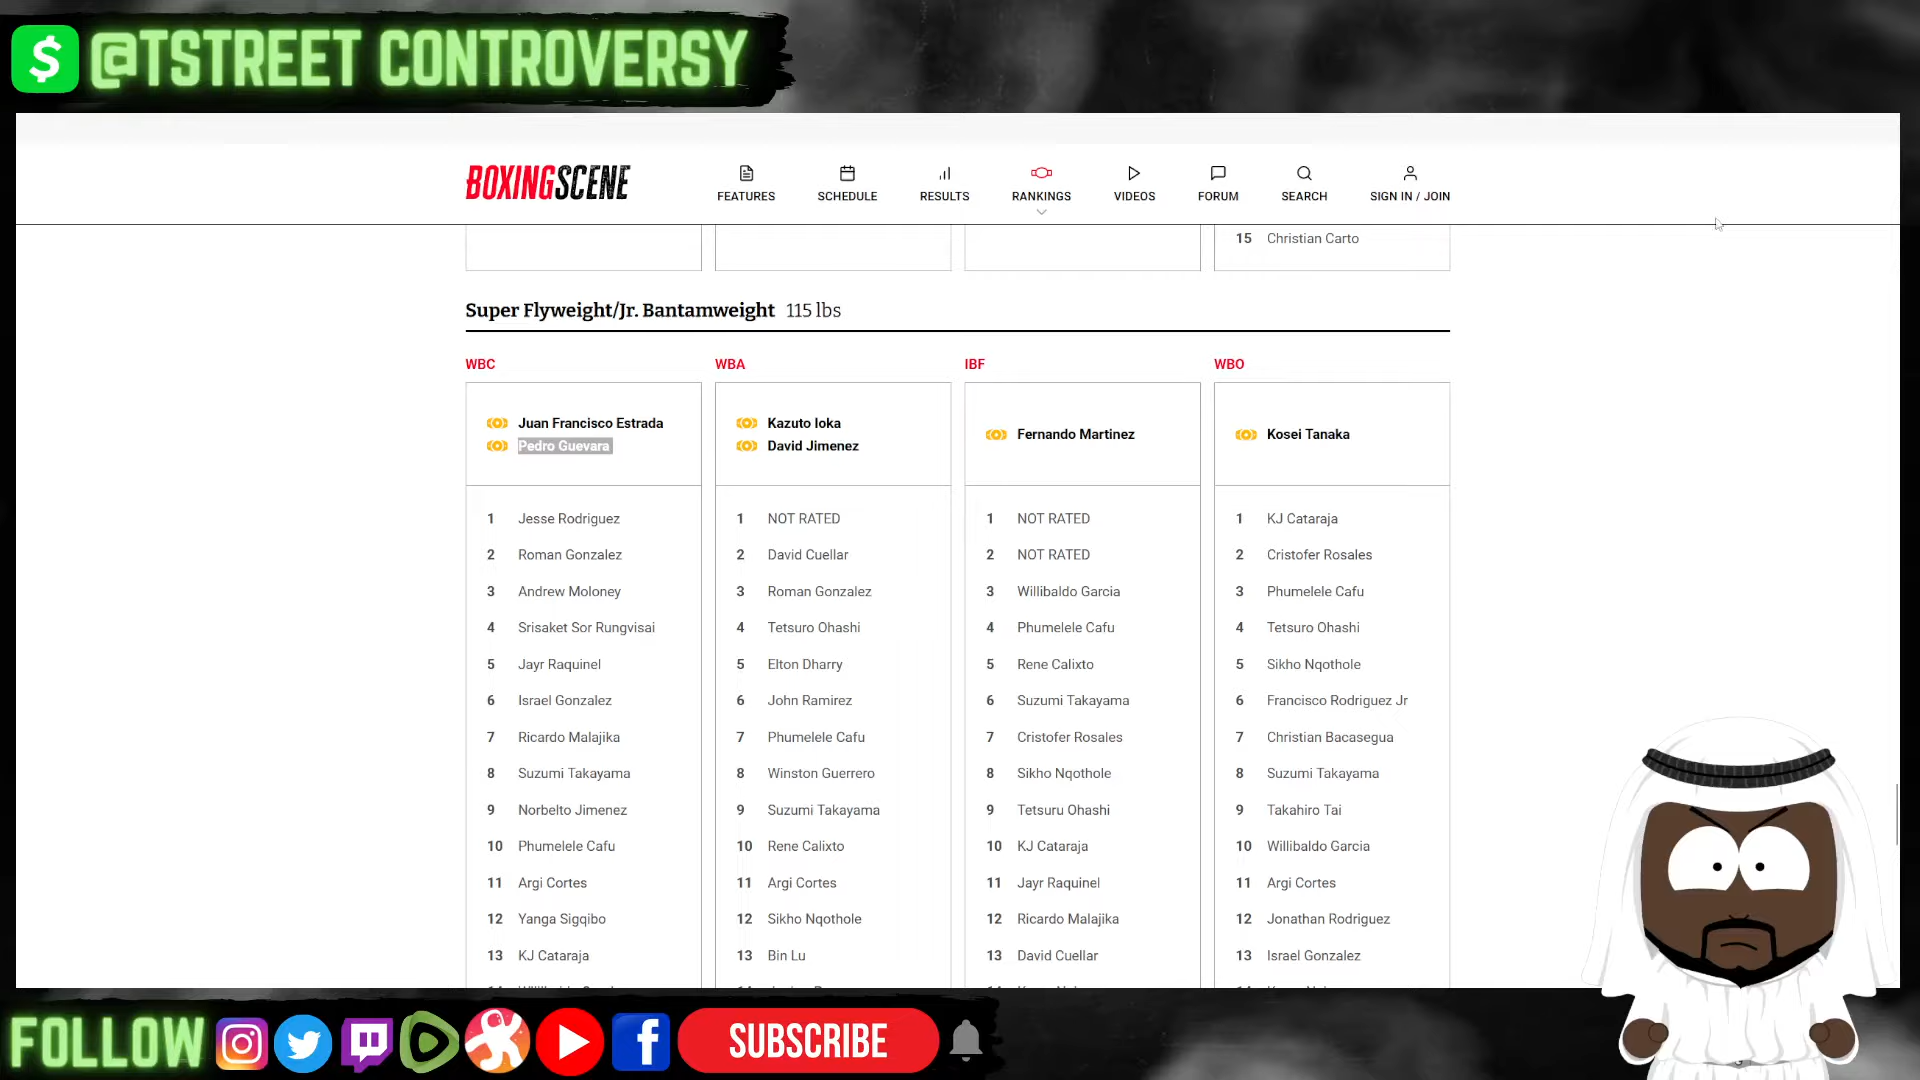 $ @TSTREET CONTROVERSY
BOXINGSCENE
FEATURES
SCHEDULE
RESULTS
RANKINGS
VIDEOS
FORUM
SEARCH
SIGN IN / JOIN
15 Christian Carto
Super Flyweight/Jr. Bantamweight 115 lbs
WBC
Juan Francisco Estrada
Pedro Guevara
1 Jesse Rodriguez
2 Roman Gonzalez
3 Andrew Moloney
4 Srisaket Sor Rungvisai
5 Jayr Raquinel
6 Israel Gonzalez
7 Ricardo Malajika
8 Suzumi Takayama
9 Norbelto Jimenez
10 Phumelele Cafu
11 Argi Cortes
12 Yanga Sigqibo
13 KJ Cataraja
WBA
Kazuto Ioka
David Jimenez
1 NOT RATED
2 David Cuellar
3 Roman Gonzalez
4 Tetsuro Ohashi
5 Elton Dharry
6 John Ramirez
7 Phumelele Cafu
8 Winston Guerrero
9 Suzumi Takayama
10 Rene Calixto
11 Argi Cortes
12 Sikho Nqothole
13 Bin Lu
IBF
Fernando Martinez
1 NOT RATED
2 NOT RATED
3 Willibaldo Garcia
4 Phumelele Cafu
5 Rene Calixto
6 Suzumi Takayama
7 Cristofer Rosales
8 Sikho Nqothole
9 Tetsuru Ohashi
10 KJ Cataraja
11 Jayr Raquinel
12 Ricardo Malajika
13 David Cuellar
WBO
Kosei Tanaka
1 KJ Cataraja
2 Cristofer Rosales
3 Phumelele Cafu
4 Tetsuro Ohashi
5 Sikho Nqothole
6 Francisco Rodriguez Jr
7 Christian Bacasegua
8 Suzumi Takayama
9 Takahiro Tai
10 Willibaldo Garcia
11 Argi Cortes
12 Jonathan Rodriguez
13 Israel Gonzalez
FOLLOW
SUBSCRIBE